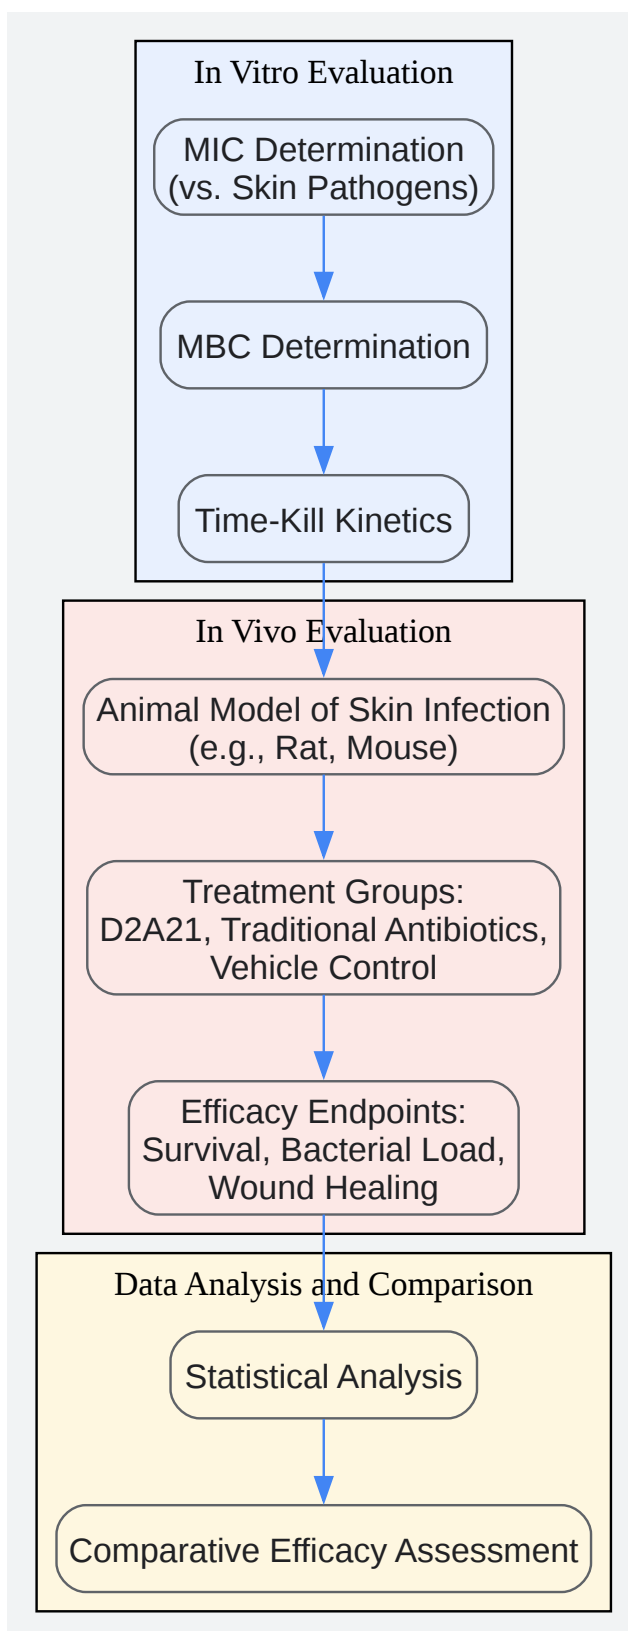 In Vitro Evaluation
MIC Determination
(vs. Skin Pathogens)
MBC Determination
Time-Kill Kinetics
In Vivo Evaluation
Animal Model of Skin Infection
(e.g., Rat, Mouse)
Treatment Groups:
D2A21, Traditional Antibiotics,
Vehicle Control
Efficacy Endpoints:
Survival, Bacterial Load,
Wound Healing
Data Analysis and Comparison
Statistical Analysis
Comparative Efficacy Assessment